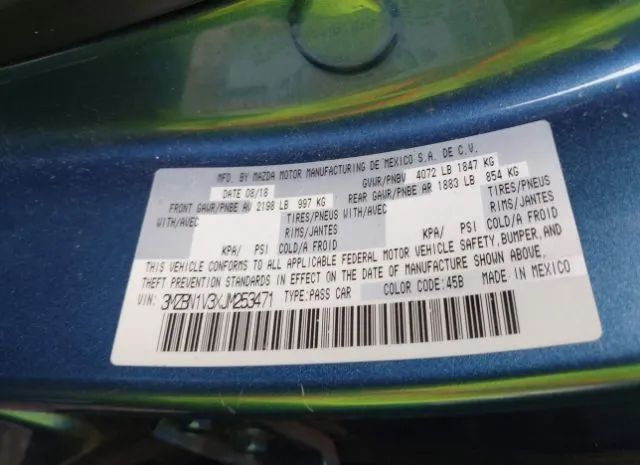 MFD. BY MAZDA MOTOR MANUFACTURING DE MEXICO S.A. DE C.V.
DATE 08/18 GVWR/PNBV 4072 LB 1847 KG
FRONT GAWR/PNBE AV 2198 LB 997 KG REAR GAWR/PNBE AR 1883 LB 854 KG
WITH/AVEC TIRES/PNEUS WITH/AVEC TIRES/PNEUS
RIMS/JANTES RIMS/JANTES
KPA/ PSI COLD/A FROID KPA/ PSI COLD/A FROID
THIS VEHICLE CONFORMS TO ALL APPLICABLE FEDERAL MOTOR VEHICLE SAFETY, BUMPER, AND
THEFT PREVENTION STANDARDS IN EFFECT ON THE DATE OF MANUFACTURE SHOWN ABOVE.
VIN: 3MZBN1V3XJM253471 TYPE:PASS CAR COLOR CODE:45B MADE IN MEXICO